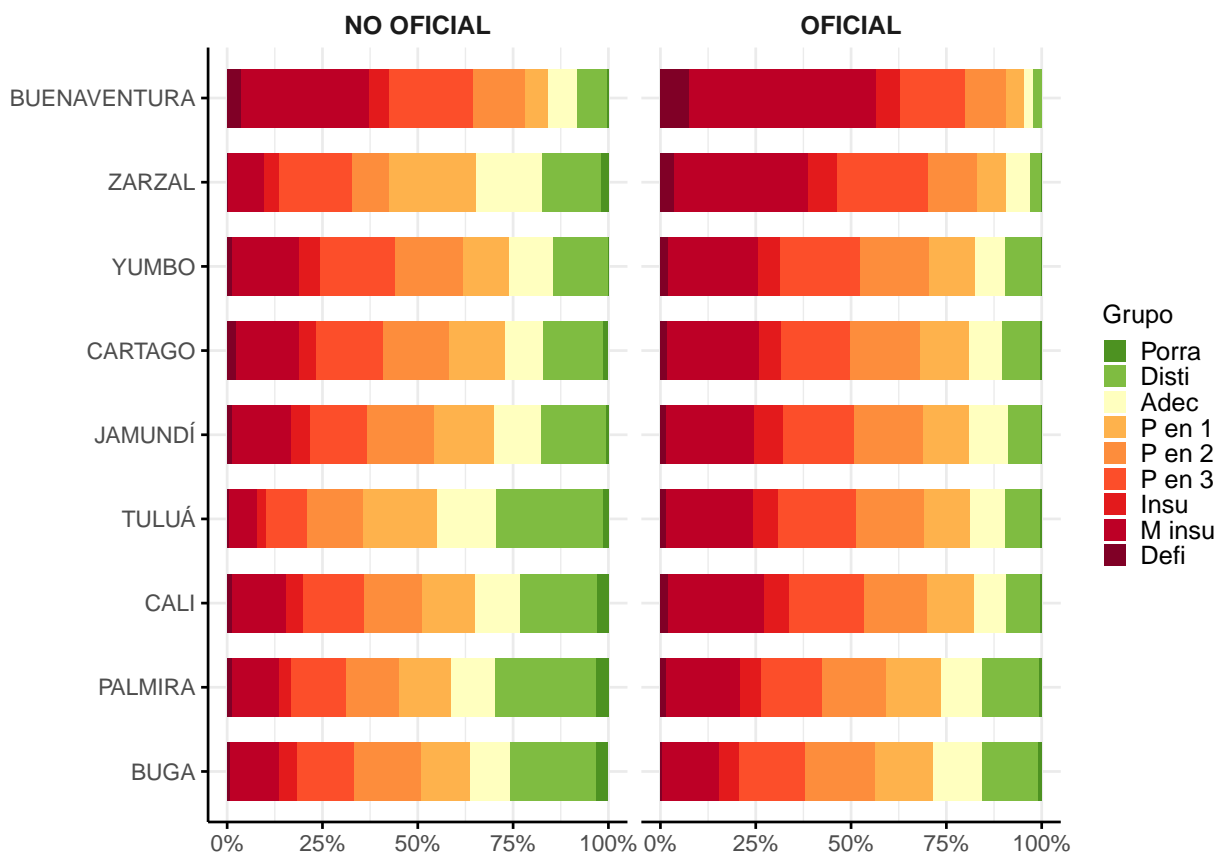 NO OFICIAL
OFICIAL
BUENAVENTURA
ZARZAL
YUMBO
CARTAGO
JAMUNDÍ
TULUÁ
CALI
PALMIRA
BUGA
0% 25% 50% 75% 100%
0% 25% 50% 75% 100%
Grupo
Porra
Disti
Adec
P en 1
P en 2
P en 3
Insu
M insu
Defi